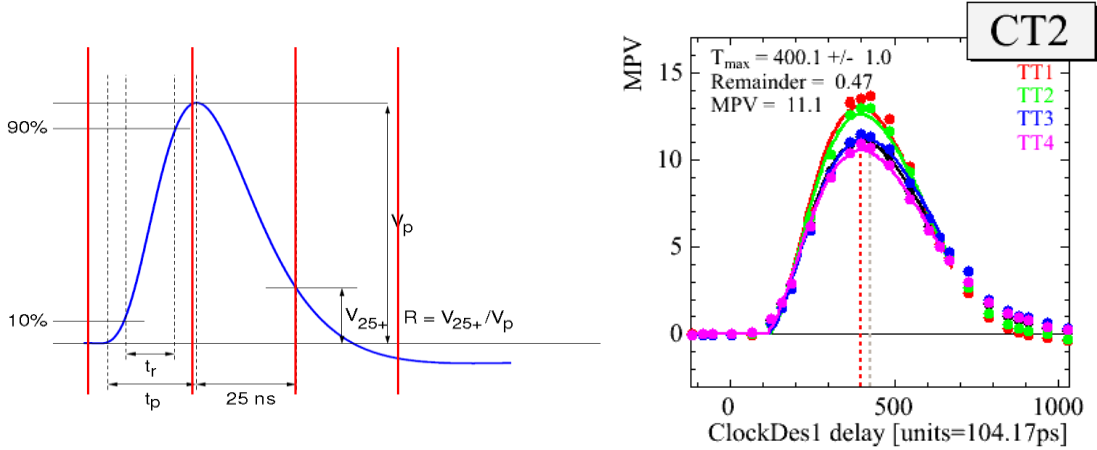 90%
10%
V_p
V_25+
R = V_25+/V_p
t_r
t_p
25 ns
CT2
MPV
T_max = 400.1 +/- 1.0
Remainder = 0.47
MPV = 11.1
TT1
TT2
TT3
TT4
15
10
5
0
0
500
1000
ClockDes1 delay [units=104.17ps]